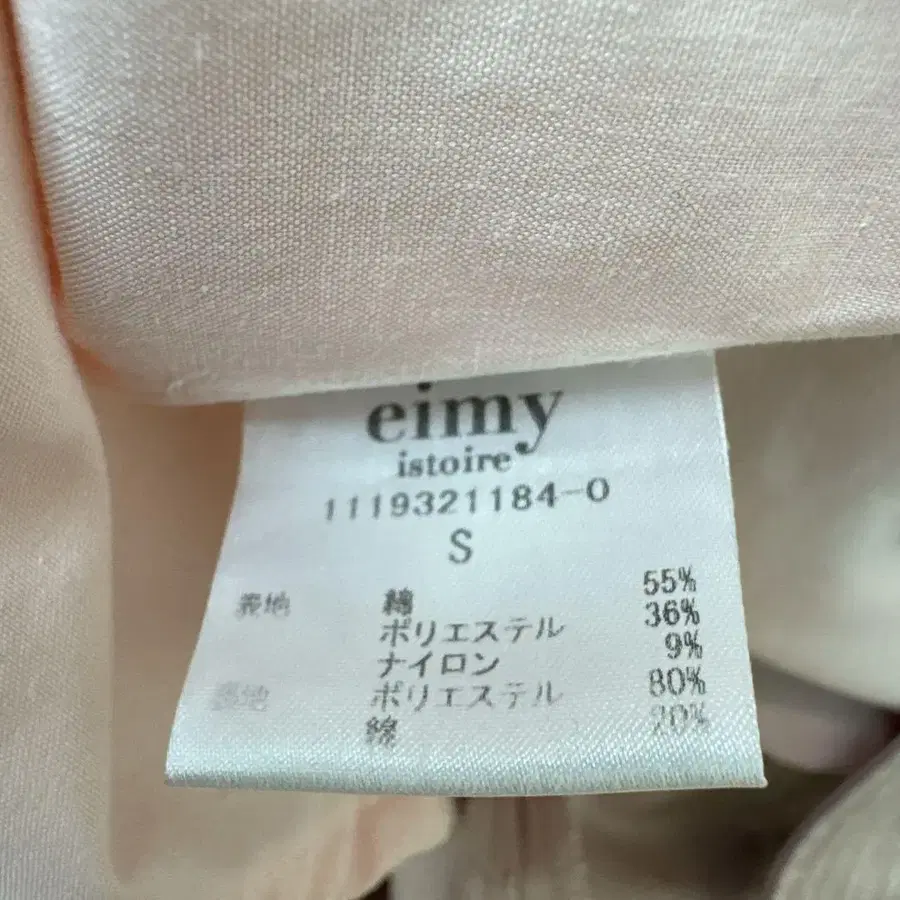 eimy
istoire
1119321184-0
S
表地 綿 55%
ポリエステル 36%
ナイロン 9%
裏地 ポリエステル 80%
綿 20%